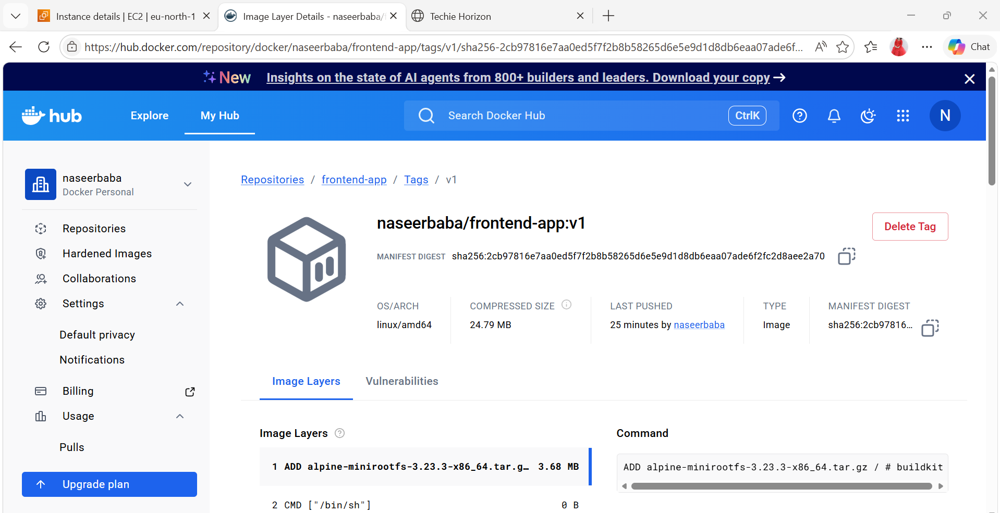 Instance details | EC2 | eu-north-1
Image Layer Details - naseerbaba/
Techie Horizon
https://hub.docker.com/repository/docker/naseerbaba/frontend-app/tags/v1/sha256-2cb97816e7aa0ed5f7f2b8b58265d6e5e9d1d8db6eaa07ade6f...
Chat
New Insights on the state of AI agents from 800+ builders and leaders. Download your copy →
hub
Explore
My Hub
Search Docker Hub
CtrlK
N
naseerbaba
Docker Personal
Repositories
Hardened Images
Collaborations
Settings
Default privacy
Notifications
Billing
Usage
Pulls
Upgrade plan
Repositories / frontend-app / Tags / v1
naseerbaba/frontend-app:v1
Delete Tag
MANIFEST DIGEST sha256:2cb97816e7aa0ed5f7f2b8b58265d6e5e9d1d8db6eaa07ade6f2fc2d8aee2a70
OS/ARCH
linux/amd64
COMPRESSED SIZE
24.79 MB
LAST PUSHED
25 minutes by naseerbaba
TYPE
Image
MANIFEST DIGEST
sha256:2cb97816...
Image Layers
Vulnerabilities
Image Layers
1 ADD alpine-minirootfs-3.23.3-x86_64.tar.g… 3.68 MB
2 CMD ["/bin/sh"] 0 B
Command
ADD alpine-minirootfs-3.23.3-x86_64.tar.gz / # buildkit